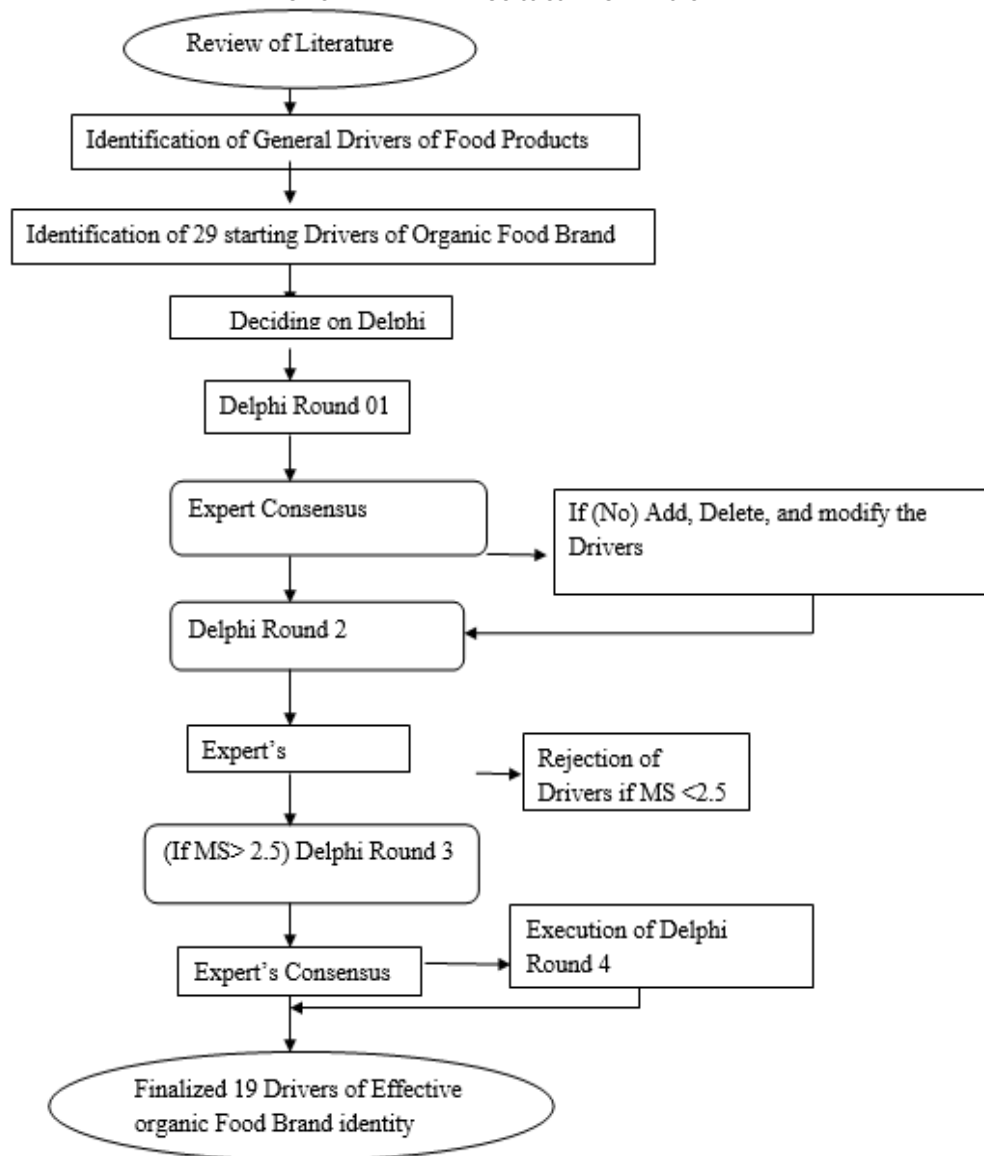 Review of Literature
Identification of General Drivers of Food Products
Identification of 29 starting Drivers of Organic Food Brand
Deciding on Delphi
Delphi Round 01
Expert Consensus
If (No) Add, Delete, and modify the
Drivers
Delphi Round 2
Expert’s
Rejection of
Drivers if MS <2.5
(If MS> 2.5) Delphi Round 3
Execution of Delphi
Round 4
Expert’s Consensus
Finalized 19 Drivers of Effective
organic Food Brand identity